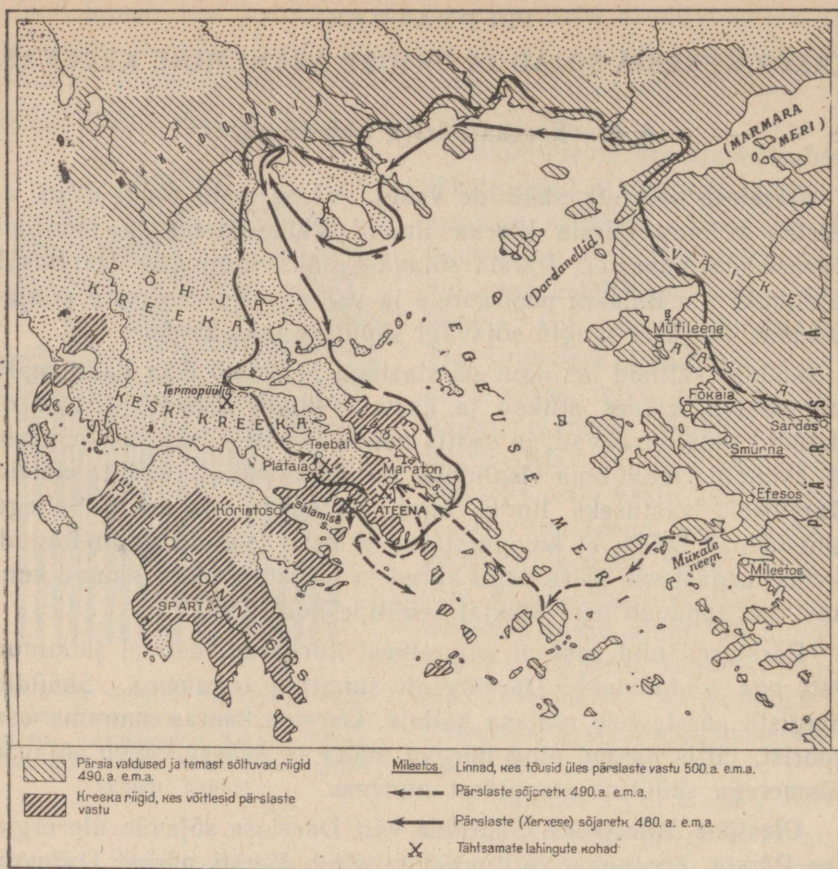 (MARMARA
MERI)
MAKEDOONIA
(Dardanellid)
VÄIKE
AASIA
PÄRSIA
PÕHJA
KREEKA
EGEUSE MERI
Mütileene
Termopüülid
Fokaia
Sardes
KESK-KREEKA
Smürna
Teebai
Plataia
Maraton
Efesos
Korintos
Salamise
s.
ATEENA
Mükale
neem
Mileetos
PELOPONNESOS
SPARTA
Pärsia valdused ja temast sõltuvad riigid
490. a. e.m.a.
Kreeka riigid, kes võitlesid pärslaste
vastu
Mileetos Linnad, kes tõusid üles pärslaste vastu 500. a. e.m.a.
Pärslaste sõjaretk 490. a. e.m.a.
Pärslaste (Xerxese) sõjaretk 480. a. e.m.a.
Tähtsamate lahingute kohad